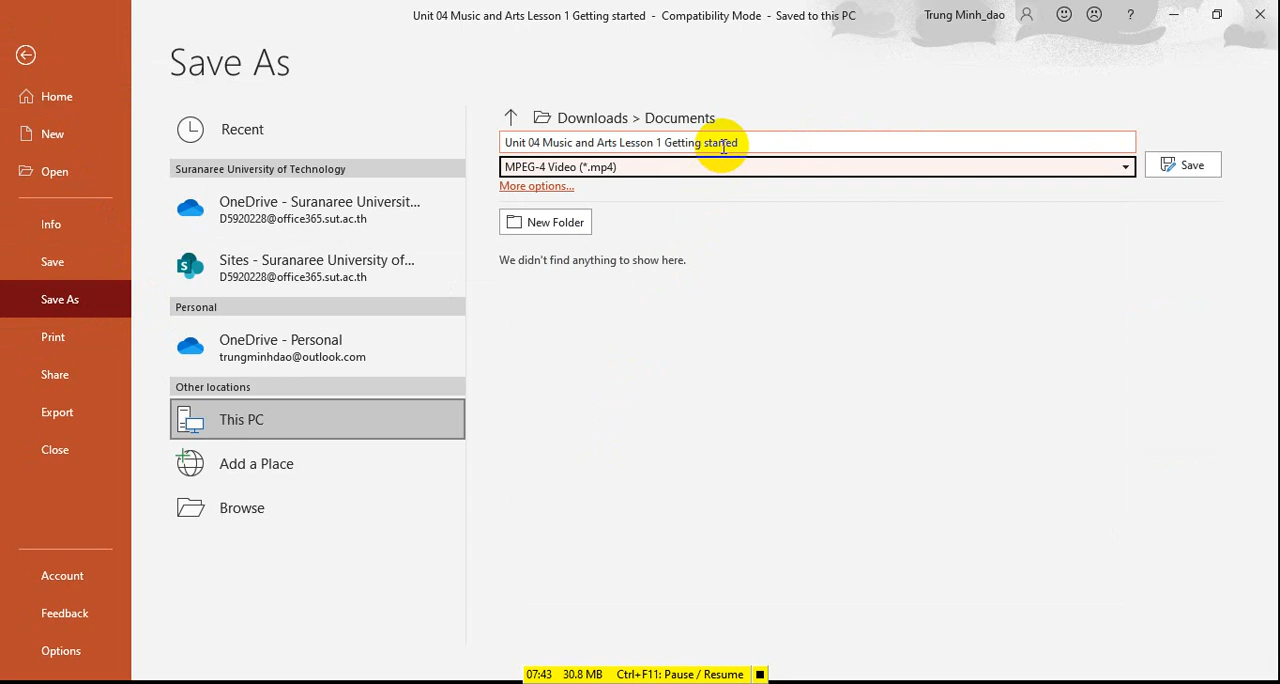 Unit 04 Music and Arts Lesson 1 Getting started - Compatibility Mode - Saved to this PC
Trung Minh_dao
?
Save As
Home
New
Open
Info
Save
Save As
Print
Share
Export
Close
Account
Feedback
Options
Recent
Suranaree University of Technology
OneDrive - Suranaree Universit...
D5920228@office365.sut.ac.th
Sites - Suranaree University of...
D5920228@office365.sut.ac.th
Personal
OneDrive - Personal
trungminhdao@outlook.com
Other locations
This PC
Add a Place
Browse
Downloads > Documents
Unit 04 Music and Arts Lesson 1 Getting started
MPEG-4 Video (*.mp4)
Save
More options...
New Folder
We didn't find anything to show here.
07:43 30.8 MB Ctrl+F11: Pause / Resume